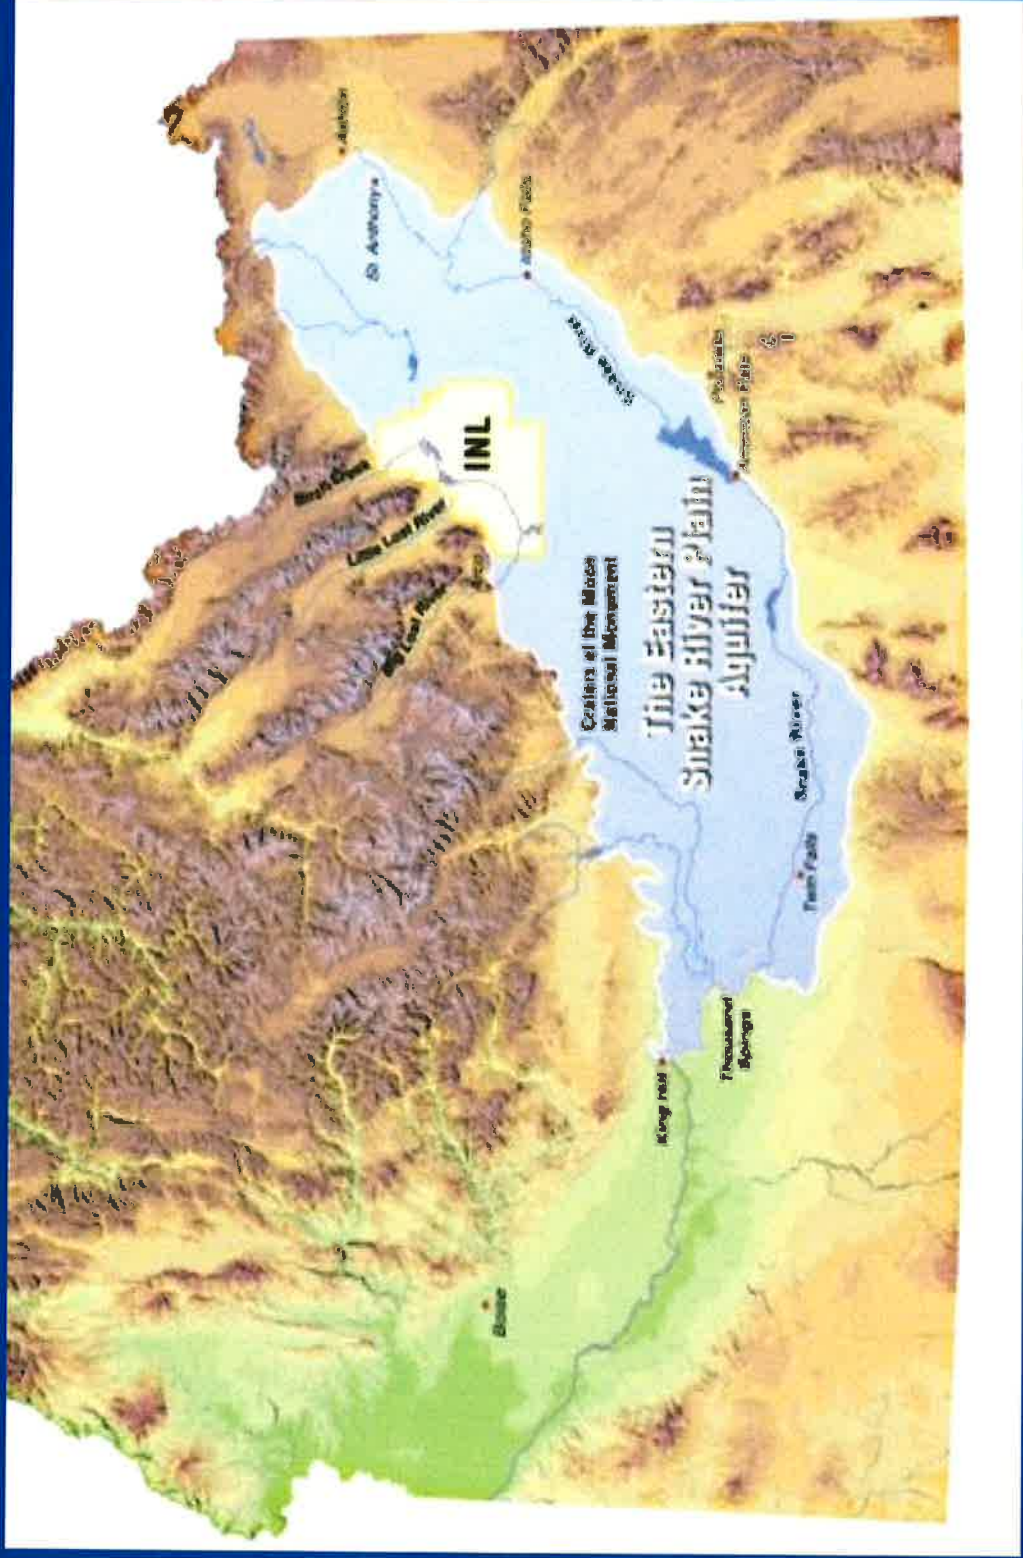 Ashton
St Anthony
Idaho Falls
Snake River
INL
Birch Creek
Little Lost River
Big Lost River
Pocatello
American Falls
Craters of the Moon
National Monument
The Eastern
Snake River Plain
Aquifer
Snake River
Twin Falls
Thousand
Springs
King Hill
Boise